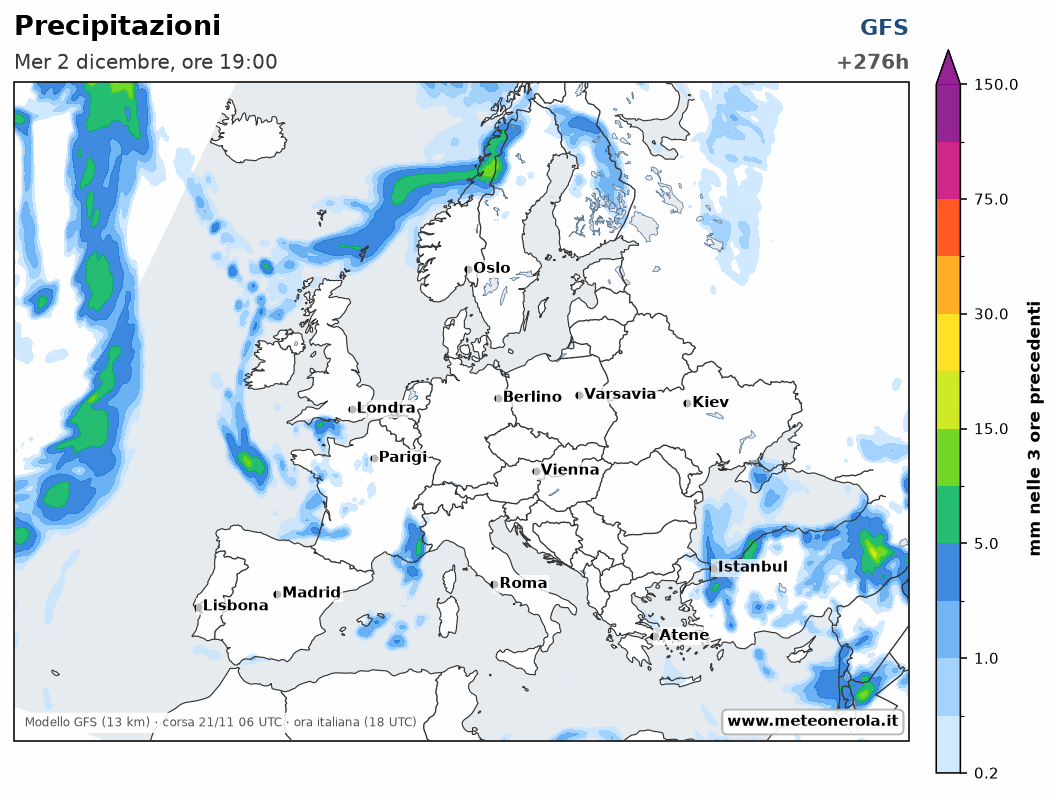 Precipitazioni
GFS
Mer 2 dicembre, ore 19:00
+276h
150.0
75.0
30.0
15.0
5.0
1.0
0.2
mm nelle 3 ore precedenti
Oslo
Berlino
Varsavia
Kiev
Londra
Parigi
Vienna
Istanbul
Roma
Madrid
Lisbona
Atene
Modello GFS (13 km) · corsa 21/11 06 UTC · ora italiana (18 UTC)
www.meteonerola.it